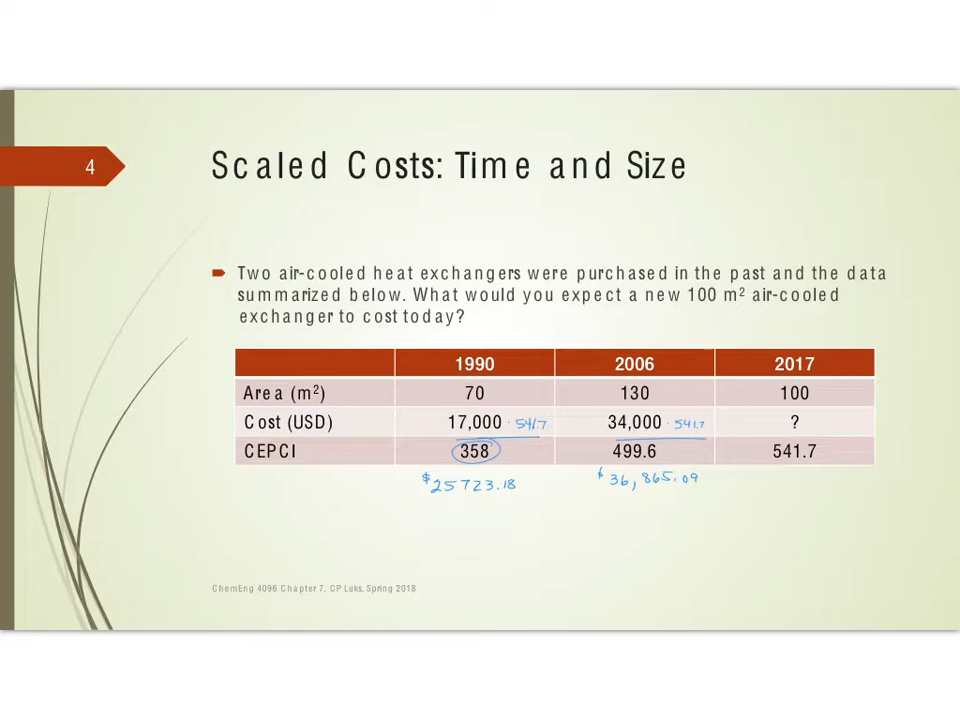 4
Scaled Costs: Time and Size
Two air-cooled heat exchangers were purchased in the past and the data
summarized below. What would you expect a new 100 m² air-cooled
exchanger to cost today?
1990 2006 2017
Area (m²) 70 130 100
Cost (USD) 17,000 · 541.7 34,000 · 541.7 ?
CEPCI 358 499.6 541.7
$25723.18 $36,865.09
ChemEng 4096 Chapter 7, CP Luks, Spring 2018